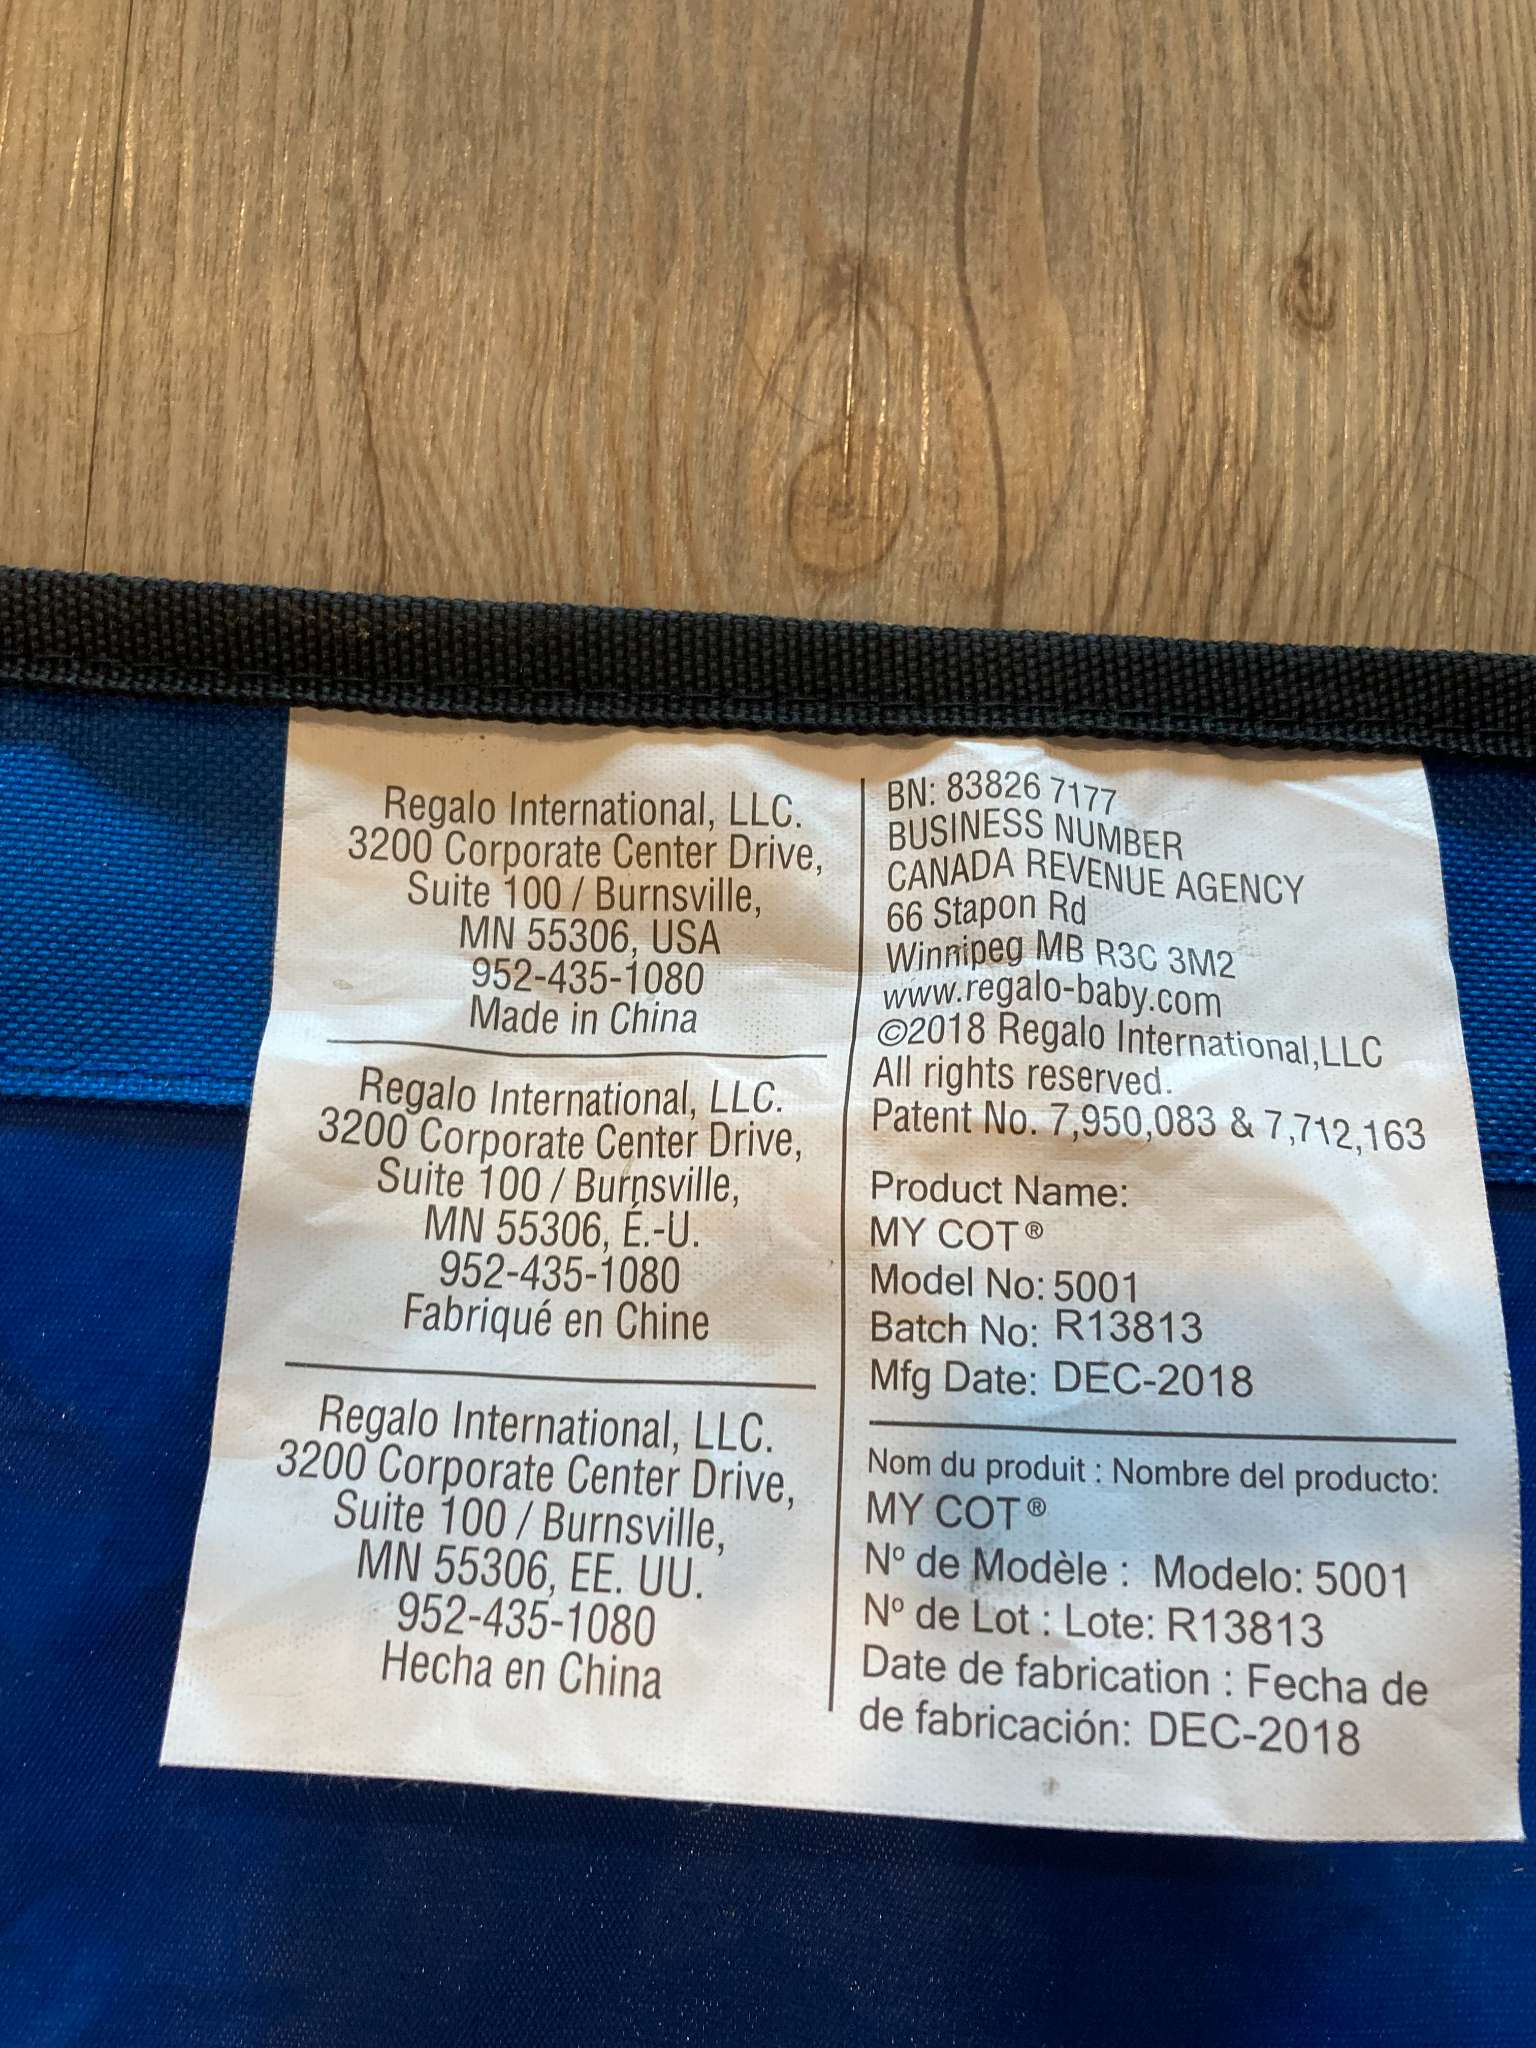 Regalo International, LLC.
3200 Corporate Center Drive,
Suite 100 / Burnsville,
MN 55306, USA
952-435-1080
Made in China
Regalo International, LLC.
3200 Corporate Center Drive,
Suite 100 / Burnsville,
MN 55306, É.-U.
952-435-1080
Fabriqué en Chine
Regalo International, LLC.
3200 Corporate Center Drive,
Suite 100 / Burnsville,
MN 55306, EE. UU.
952-435-1080
Hecha en China
BN: 83826 7177
BUSINESS NUMBER
CANADA REVENUE AGENCY
66 Stapon Rd
Winnipeg MB R3C 3M2
www.regalo-baby.com
©2018 Regalo International,LLC
All rights reserved.
Patent No. 7,950,083 & 7,712,163
Product Name:
MY COT®
Model No: 5001
Batch No: R13813
Mfg Date: DEC-2018
Nom du produit : Nombre del producto:
MY COT®
Nº de Modèle : Modelo: 5001
Nº de Lot : Lote: R13813
Date de fabrication : Fecha de
de fabricación: DEC-2018